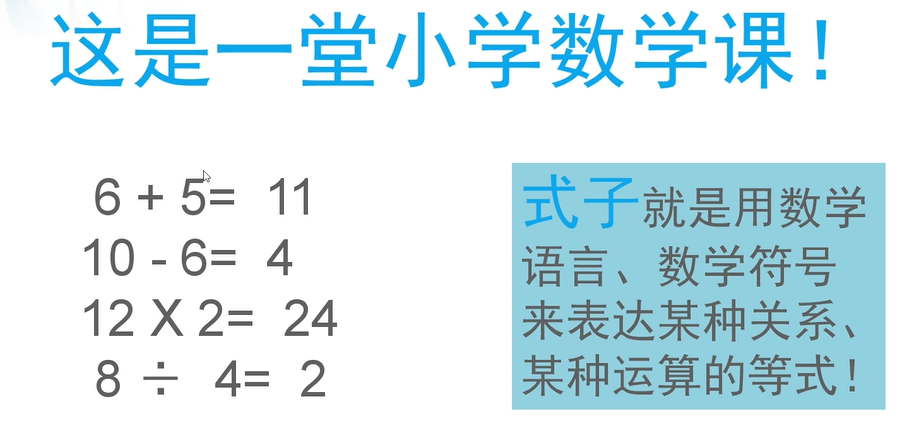 这是一堂小学数学课！
6 + 5= 11
10 - 6= 4
12 X 2= 24
8 ÷ 4= 2
式子就是用数学
语言、数学符号
来表达某种关系、
某种运算的等式！